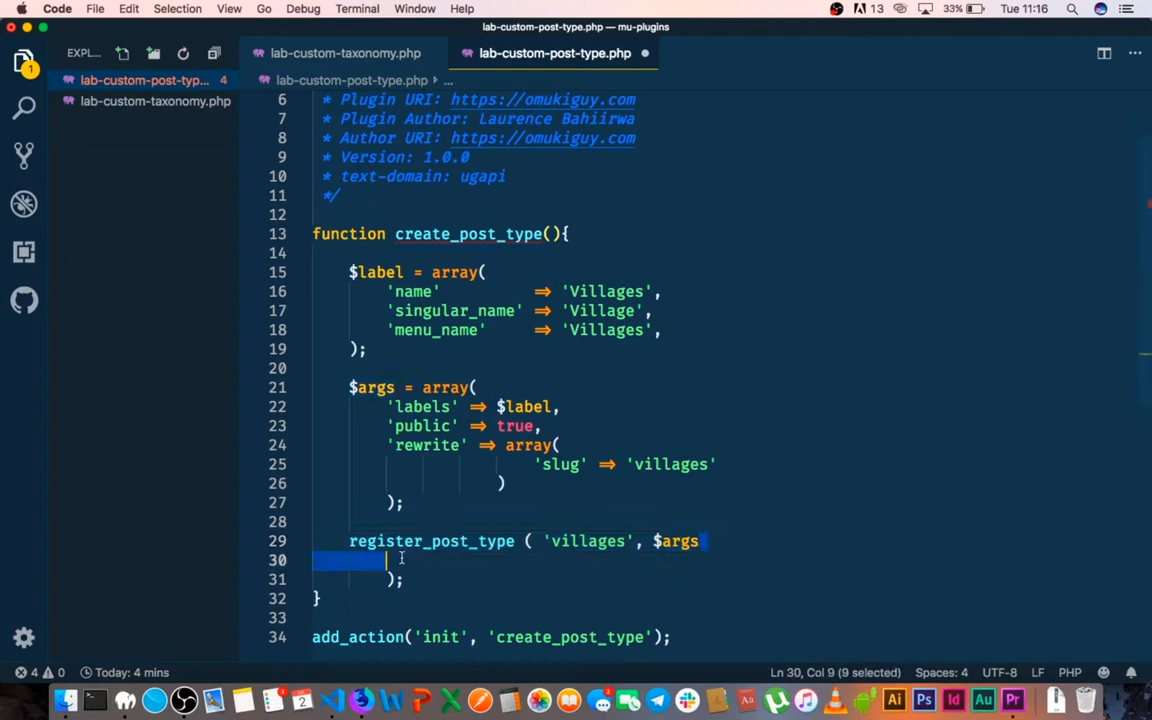 Code File Edit Selection View Go Debug Terminal Window Help 13 33% Tue 11:16
lab-custom-post-type.php — mu-plugins
EXPL... lab-custom-taxonomy.php lab-custom-post-type.php
lab-custom-post-typ... 4 lab-custom-post-type.php › ...
lab-custom-taxonomy.php
1
6 * Plugin URI: https://omukiguy.com
7 * Plugin Author: Laurence Bahiirwa
8 * Author URI: https://omukiguy.com
9 * Version: 1.0.0
10 * text-domain: ugapi
11 */
12
13 function create_post_type(){
14
15 $label = array(
16 'name' => 'Villages',
17 'singular_name' => 'Village',
18 'menu_name' => 'Villages',
19 );
20
21 $args = array(
22 'labels' => $label,
23 'public' => true,
24 'rewrite' => array(
25 'slug' => 'villages'
26 )
27 );
28
29 register_post_type ( 'villages', $args
30
31 );
32 }
33
34 add_action('init', 'create_post_type');
4 0 Today: 4 mins Ln 30, Col 9 (9 selected) Spaces: 4 UTF-8 LF PHP